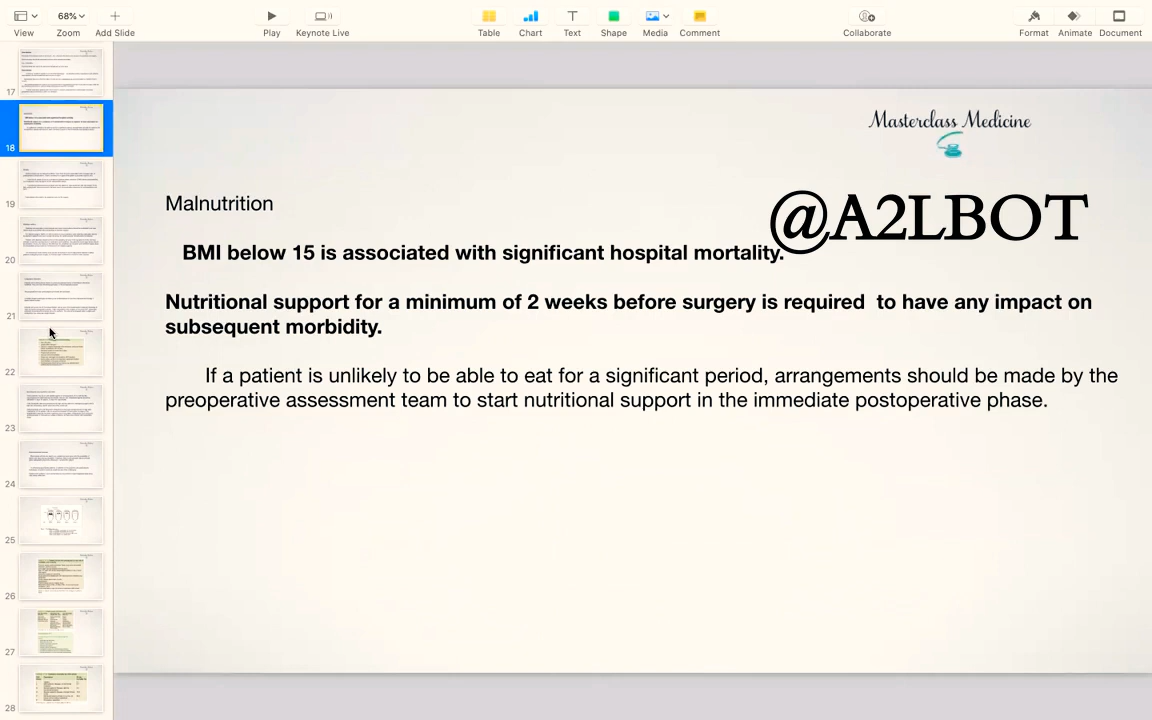 68%
View
Zoom
Add Slide
Play
Keynote Live
Table
Chart
Text
Shape
Media
Comment
Collaborate
Format
Animate
Document
17
18
19
20
21
22
23
24
25
26
27
28
Masterclass Medicine
@A2LBOT
Malnutrition
BMI below 15 is associated with significant hospital mortality.
Nutritional support for a minimum of 2 weeks before surgery is required to have any impact on
subsequent morbidity.
If a patient is unlikely to be able to eat for a significant period, arrangements should be made by the
preoperative assessment team to start nutritional support in the immediate postoperative phase.